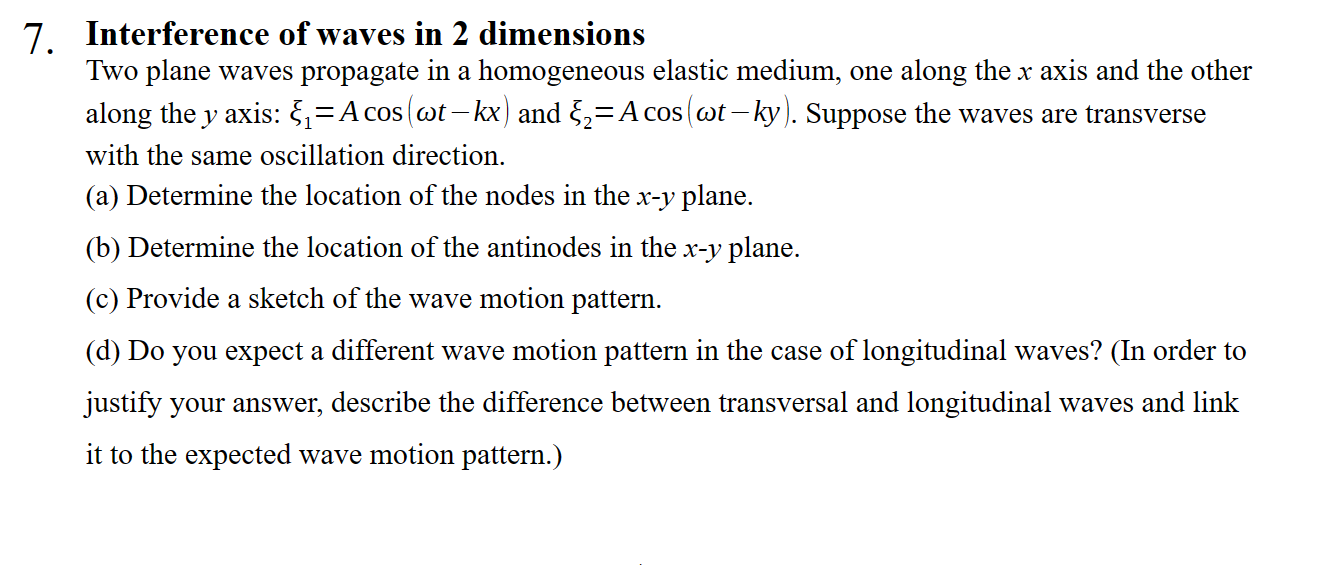 7. Interference of waves in 2 dimensions
Two plane waves propagate in a homogeneous elastic medium, one along the x axis and the other
along the y axis: ξ₁=A cos(ωt−kx) and ξ₂=A cos(ωt−ky). Suppose the waves are transverse
with the same oscillation direction.
(a) Determine the location of the nodes in the x-y plane.
(b) Determine the location of the antinodes in the x-y plane.
(c) Provide a sketch of the wave motion pattern.
(d) Do you expect a different wave motion pattern in the case of longitudinal waves? (In order to
justify your answer, describe the difference between transversal and longitudinal waves and link
it to the expected wave motion pattern.)